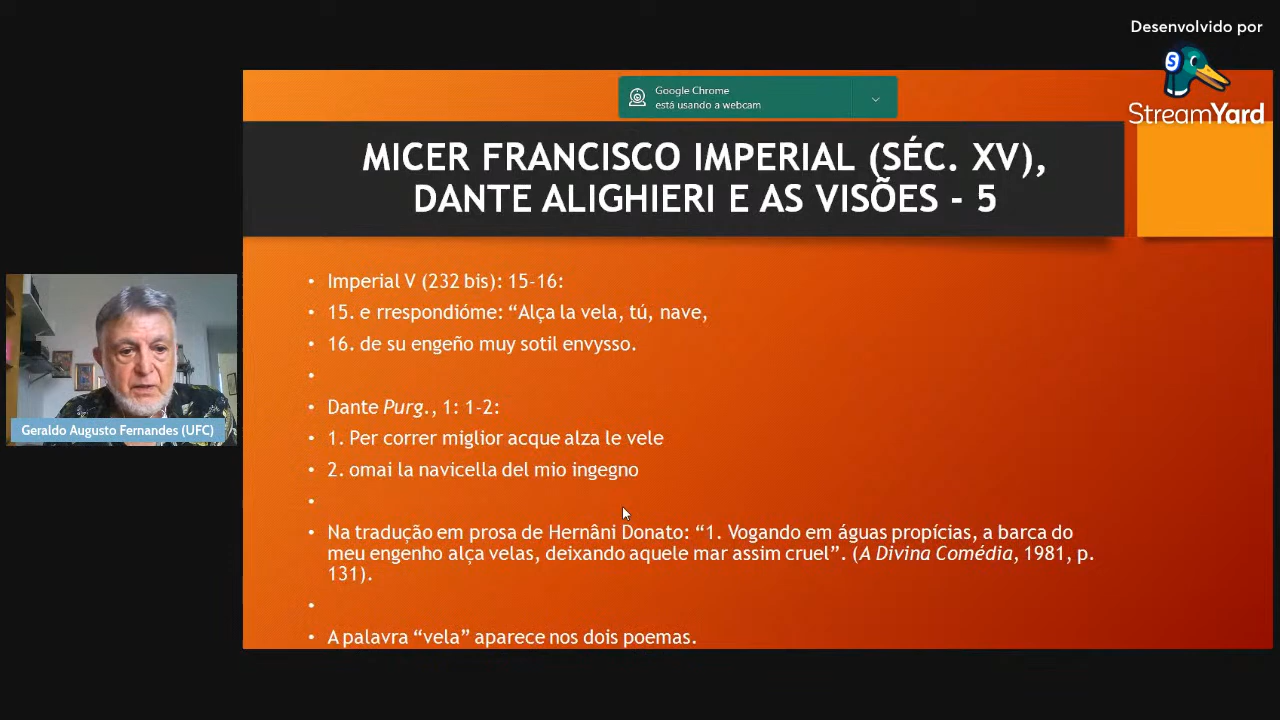 Desenvolvido por
S
StreamYard
Google Chrome
está usando a webcam
MICER FRANCISCO IMPERIAL (SÉC. XV),
DANTE ALIGHIERI E AS VISÕES - 5
• Imperial V (232 bis): 15-16:
• 15. e rrespondióme: “Alça la vela, tú, nave,
• 16. de su engeño muy sotil envysso.
•
• Dante Purg., 1: 1-2:
• 1. Per correr miglior acque alza le vele
• 2. omai la navicella del mio ingegno
•
• Na tradução em prosa de Hernâni Donato: “1. Vogando em águas propícias, a barca do
meu engenho alça velas, deixando aquele mar assim cruel”. (A Divina Comédia, 1981, p.
131).
•
• A palavra “vela” aparece nos dois poemas.
Geraldo Augusto Fernandes (UFC)